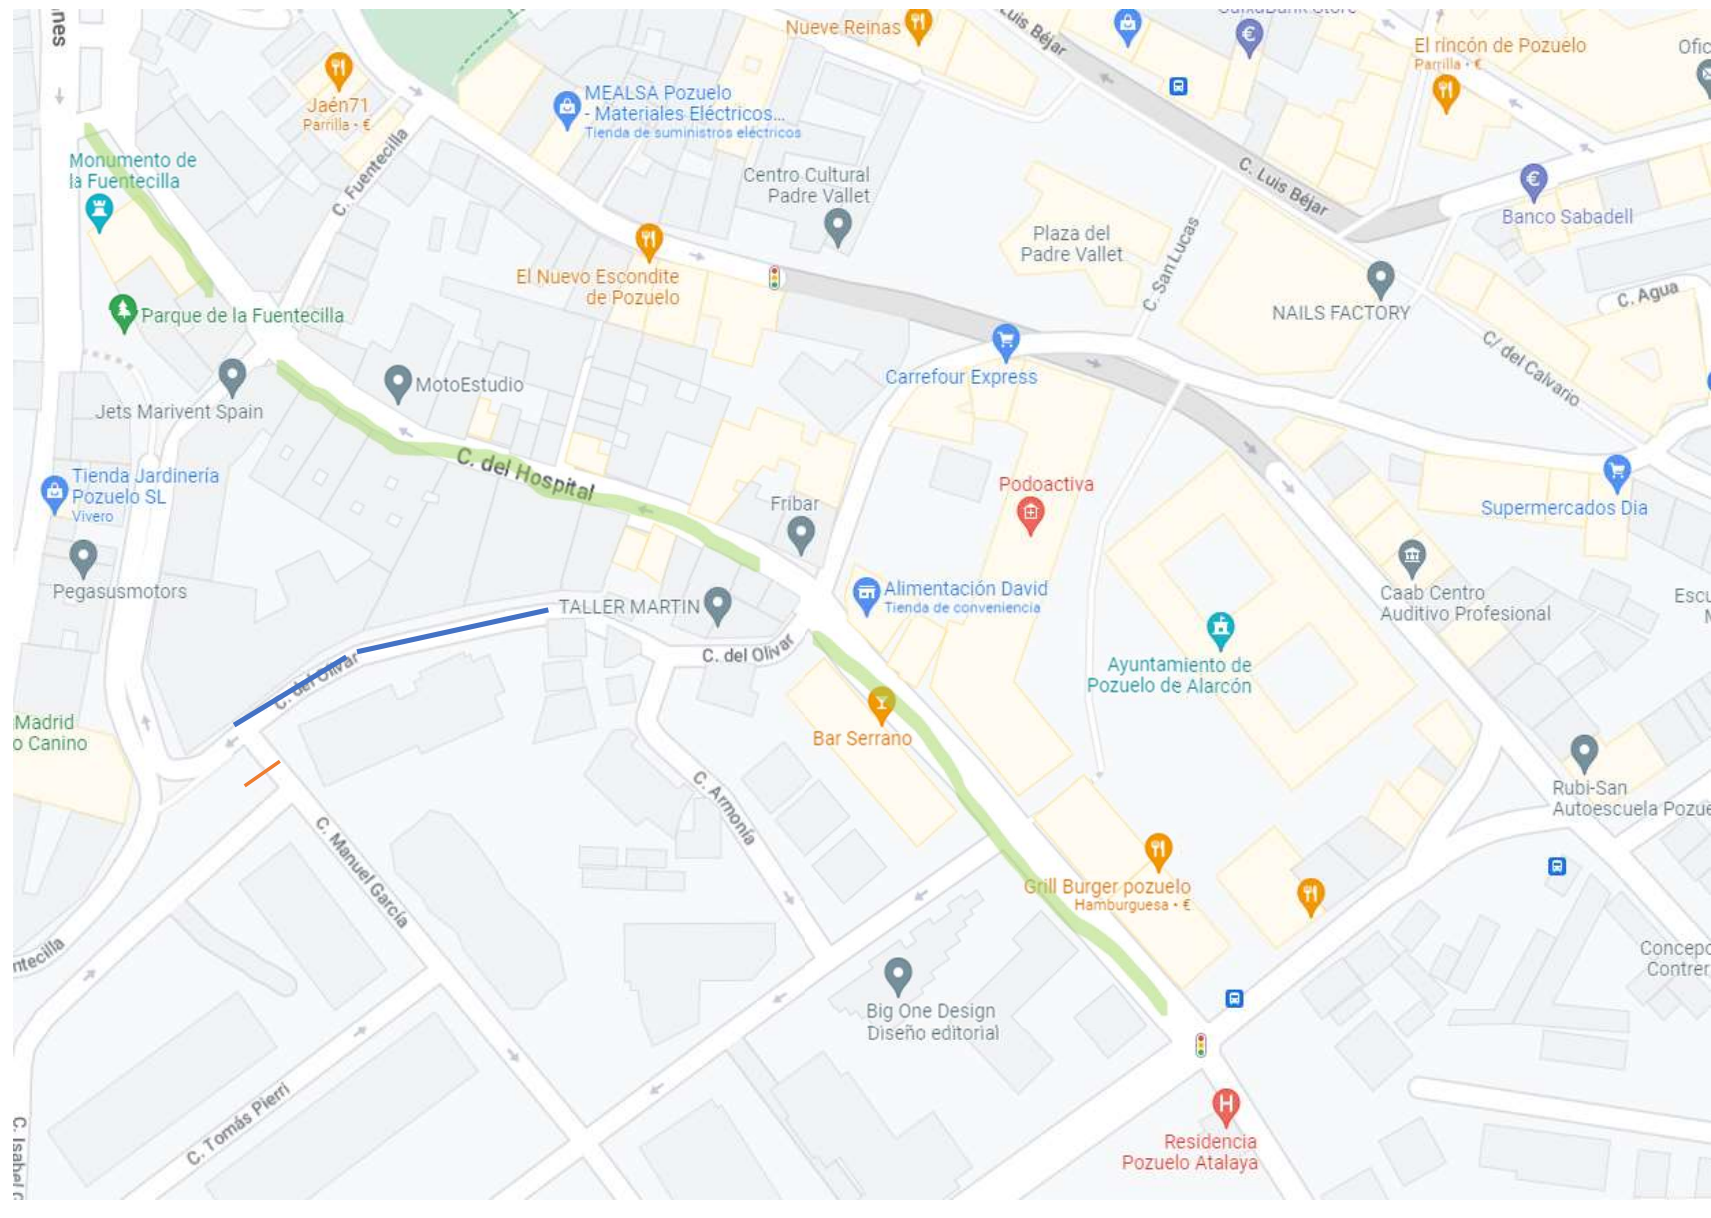 Nueve Reinas
Luis Béjar
El rincón de Pozuelo
Parrilla · €
Jaén71
Parrilla · €
MEALSA Pozuelo
- Materiales Eléctricos...
Tienda de suministros eléctricos
C. Fuentecilla
Monumento de
la Fuentecilla
Centro Cultural
Padre Vallet
C. Luis Béjar
Banco Sabadell
Plaza del
Padre Vallet
C. San Lucas
El Nuevo Escondite
de Pozuelo
NAILS FACTORY
C. Agua
Parque de la Fuentecilla
C/ del Calvario
Carrefour Express
MotoEstudio
Jets Marivent Spain
C. del Hospital
Tienda Jardinería
Pozuelo SL
Vivero
Fribar
Podoactiva
Supermercados Dia
Pegasusmotors
TALLER MARTIN
Alimentación David
Tienda de conveniencia
Caab Centro
Auditivo Profesional
C. del Olivar
C. del Olivar
Ayuntamiento de
Pozuelo de Alarcón
Madrid
o Canino
Bar Serrano
C. Armonía
Rubi-San
Autoescuela Pozue
C. Manuel García
Grill Burger pozuelo
Hamburguesa · €
ntecilla
Concepc
Contrer
Big One Design
Diseño editorial
C. Tomás Pierri
Residencia
Pozuelo Atalaya